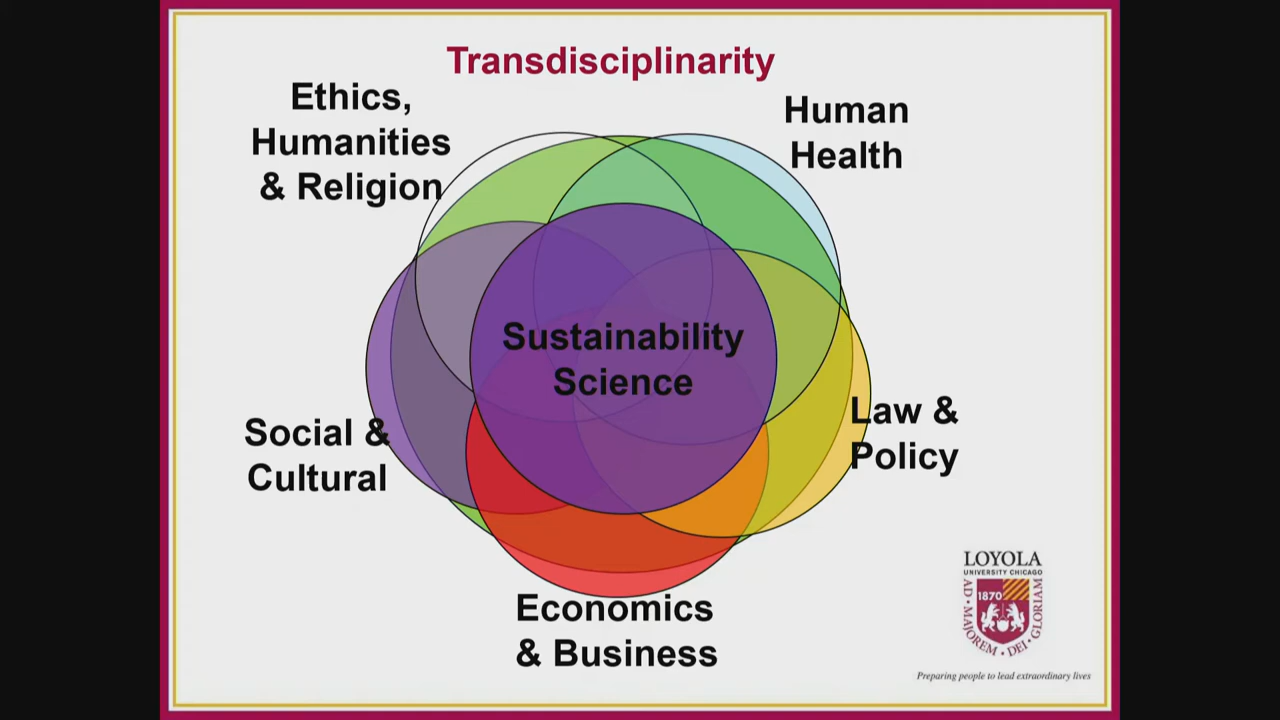 Transdisciplinarity
Ethics,
Humanities
& Religion
Human
Health
Sustainability
Science
Social &
Cultural
Law &
Policy
Economics
& Business
LOYOLA
UNIVERSITY CHICAGO
1870
AD • MAJOREM • DEI • GLORIAM
Preparing people to lead extraordinary lives